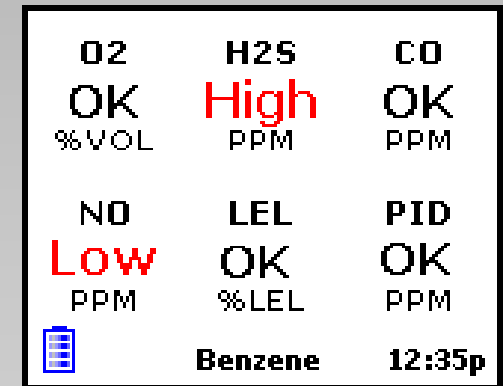 O2 H2S CO
OK High OK
%VOL PPM PPM
NO LEL PID
Low OK OK
PPM %LEL PPM
Benzene 12:35p